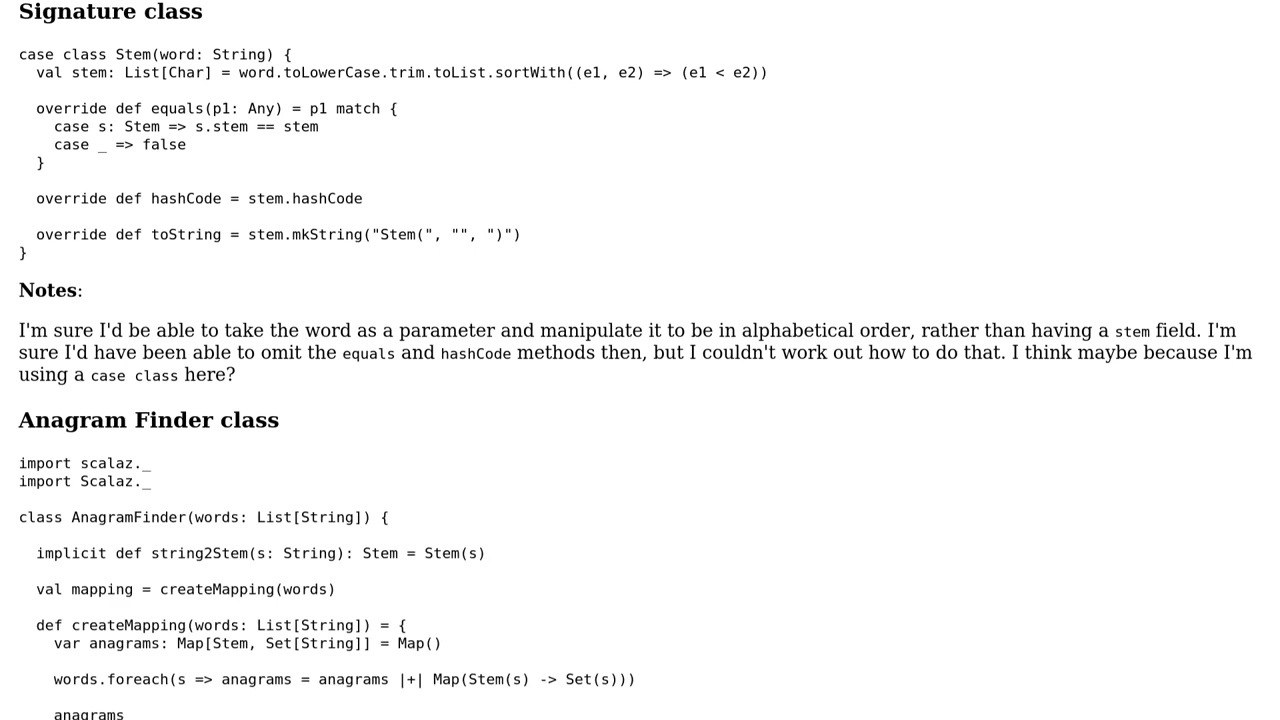 Signature class
case class Stem(word: String) {
  val stem: List[Char] = word.toLowerCase.trim.toList.sortWith((e1, e2) => (e1 < e2))
  override def equals(p1: Any) = p1 match {
    case s: Stem => s.stem == stem
    case _ => false
  }
  override def hashCode = stem.hashCode
  override def toString = stem.mkString("Stem(", "", ")")
}
Notes:
I'm sure I'd be able to take the word as a parameter and manipulate it to be in alphabetical order, rather than having a stem field. I'm
sure I'd have been able to omit the equals and hashCode methods then, but I couldn't work out how to do that. I think maybe because I'm
using a case class here?
Anagram Finder class
import scalaz._
import Scalaz._
class AnagramFinder(words: List[String]) {
  implicit def string2Stem(s: String): Stem = Stem(s)
  val mapping = createMapping(words)
  def createMapping(words: List[String]) = {
    var anagrams: Map[Stem, Set[String]] = Map()
    words.foreach(s => anagrams = anagrams |+| Map(Stem(s) -> Set(s)))
    anagrams